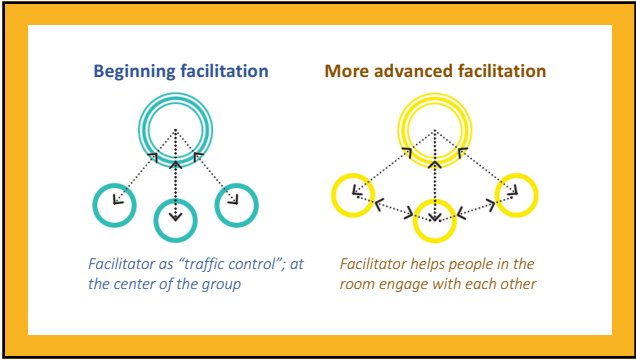 Beginning facilitation
Facilitator as “traffic control”; at
the center of the group
More advanced facilitation
Facilitator helps people in the
room engage with each other